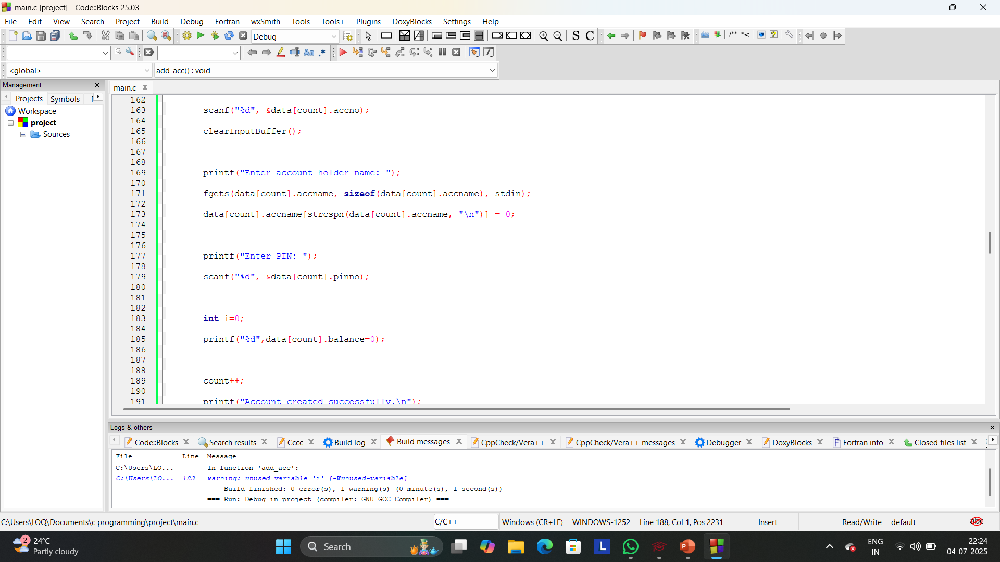 main.c [project] - Code::Blocks 25.03
File Edit View Search Project Build Debug Fortran wxSmith Tools Tools+ Plugins DoxyBlocks Settings Help
Debug
S C /** *<
Aa .*
<global> add_acc() : void
Management
Projects Symbols
Workspace
project
Sources
main.c
162
163 scanf("%d", &data[count].accno);
164
165 clearInputBuffer();
166
167
168
169 printf("Enter account holder name: ");
170
171 fgets(data[count].accname, sizeof(data[count].accname), stdin);
172
173 data[count].accname[strcspn(data[count].accname, "\n")] = 0;
174
175
176
177 printf("Enter PIN: ");
178
179 scanf("%d", &data[count].pinno);
180
181
182
183 int i=0;
184
185 printf("%d",data[count].balance=0);
186
187
188
189 count++;
190
191 printf("Account created successfully.\n");
Logs & others
Code::Blocks Search results Cccc Build log Build messages CppCheck/Vera++ CppCheck/Vera++ messages Debugger DoxyBlocks Fortran info Closed files list
File Line Message
C:\Users\LO... In function 'add_acc':
C:\Users\LO... 183 warning: unused variable 'i' [-Wunused-variable]
=== Build finished: 0 error(s), 1 warning(s) (0 minute(s), 1 second(s)) ===
=== Run: Debug in project (compiler: GNU GCC Compiler) ===
C:\Users\LOQ\Documents\c programming\project\main.c C/C++ Windows (CR+LF) WINDOWS-1252 Line 188, Col 1, Pos 2231 Insert Read/Write default abc
2 24°C
Partly cloudy
Search
L
P
ENG
IN
22:24
04-07-2025